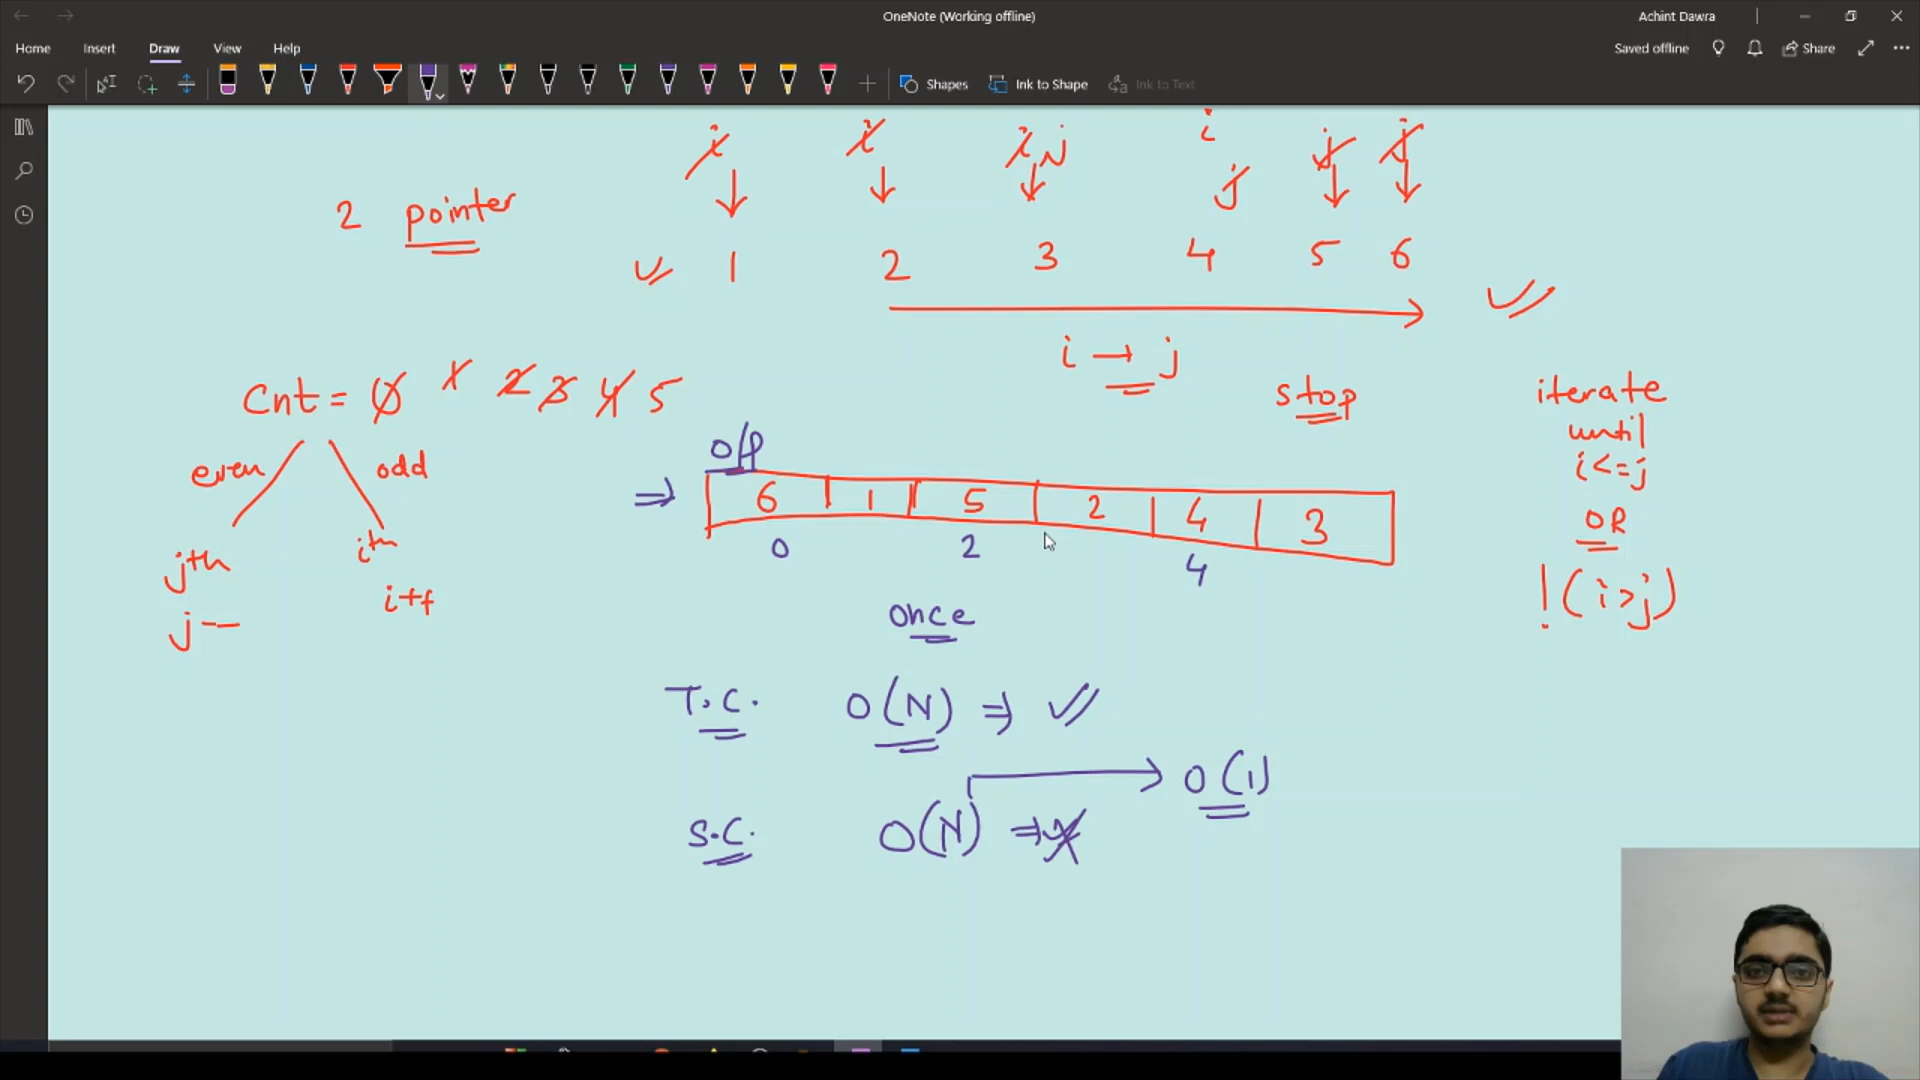 OneNote (Working offline)
Achint Dawra
Home Insert Draw View Help
Saved offline
Share
Shapes
Ink to Shape
Ink to Text
i i i j i j j
j
2 pointer
1 2 3 4 5 6
i → j
stop
Cnt = 0 1 2 3 4 5
even odd
jth ith
j-- i++
iterate
until
i<=j
OR
!(i>j)
o/p
⇒ 6 1 5 2 4 3
0 2 4
once
T.C. O(N) ⇒
O(1)
S.C. O(N) ⇒